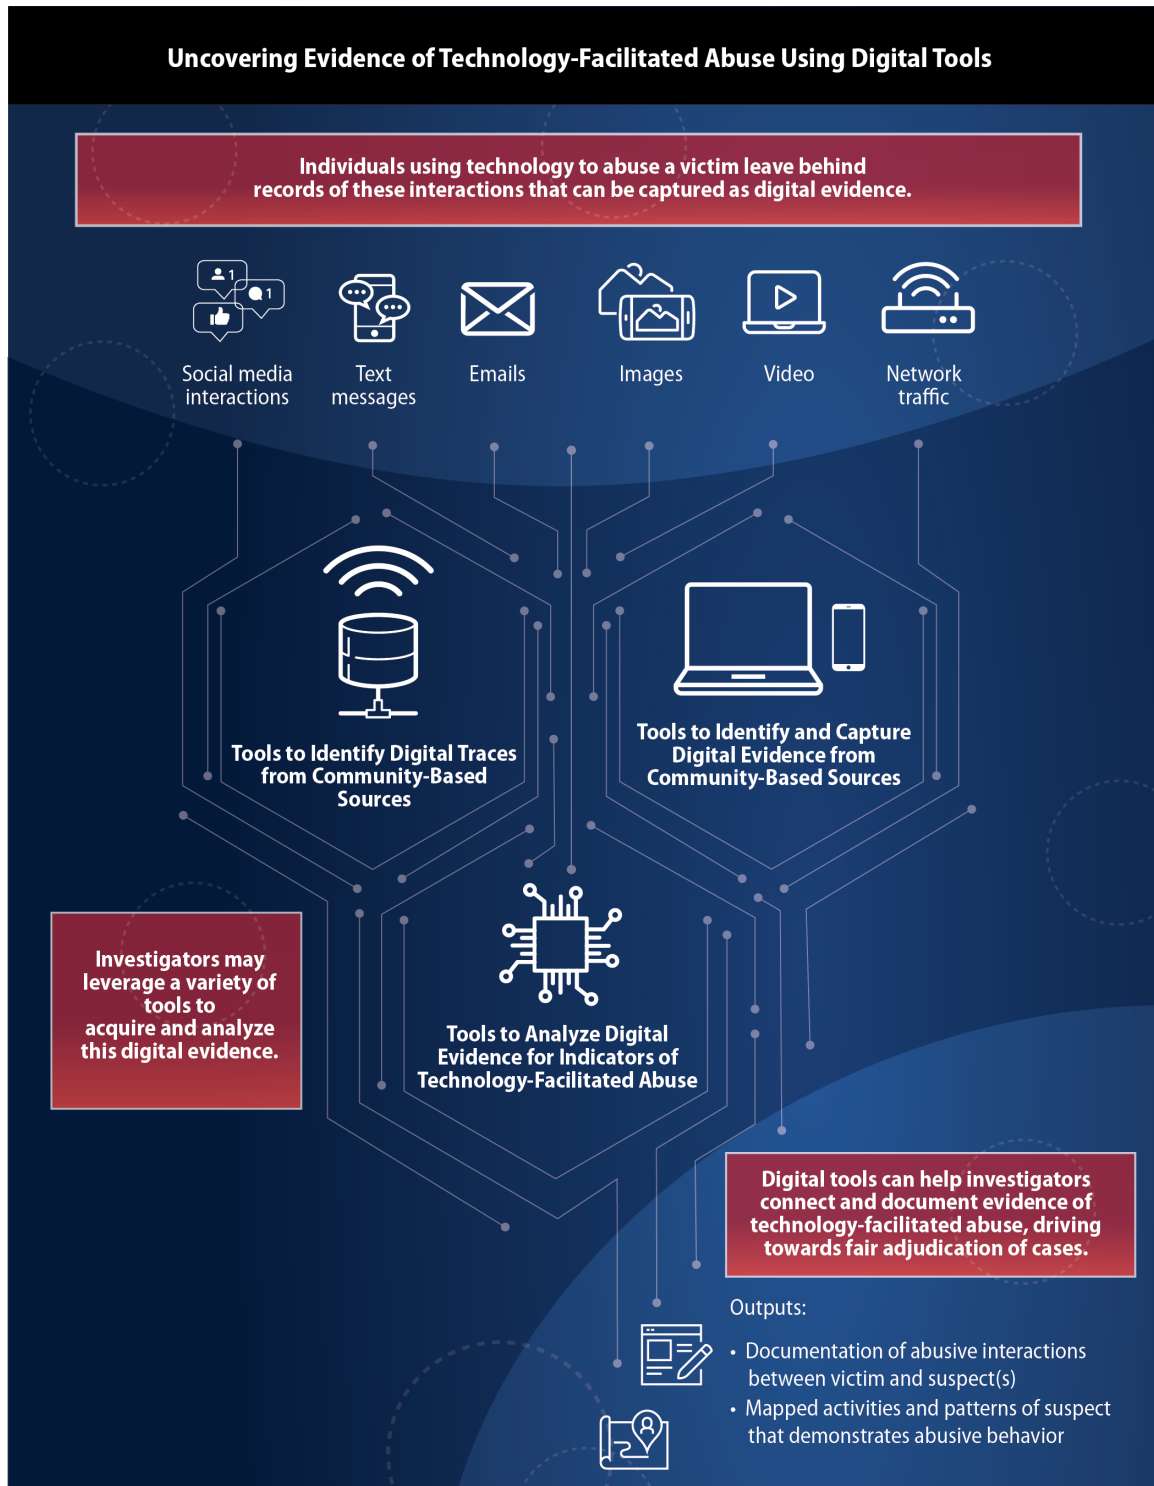 Uncovering Evidence of Technology-Facilitated Abuse Using Digital Tools
Individuals using technology to abuse a victim leave behind
records of these interactions that can be captured as digital evidence.
1
1
Social media
interactions
Text
messages
Emails
Images
Video
Network
traffic
Tools to Identify Digital Traces
from Community-Based
Sources
Tools to Identify and Capture
Digital Evidence from
Community-Based Sources
Investigators may
leverage a variety of
tools to
acquire and analyze
this digital evidence.
Tools to Analyze Digital
Evidence for Indicators of
Technology-Facilitated Abuse
Digital tools can help investigators
connect and document evidence of
technology-facilitated abuse, driving
towards fair adjudication of cases.
Outputs:
• Documentation of abusive interactions
between victim and suspect(s)
• Mapped activities and patterns of suspect
that demonstrates abusive behavior